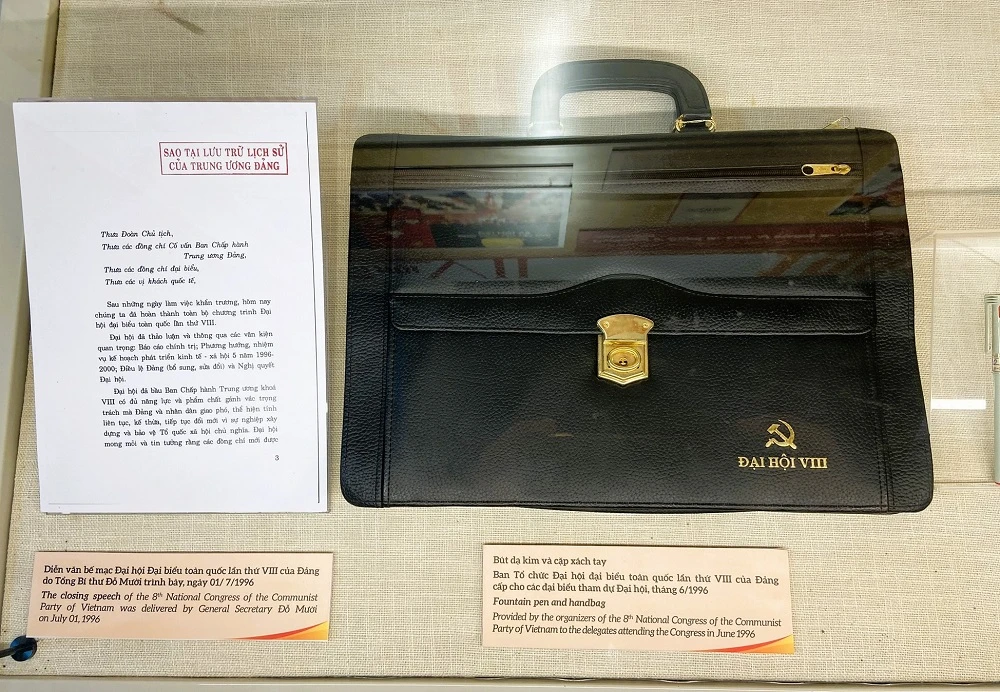 SAO TẠI LƯU TRỮ LỊCH SỬ
CỦA TRUNG ƯƠNG ĐẢNG
Thưa Đoàn Chủ tịch,
Thưa các đồng chí Cố vấn Ban Chấp hành
Trung ương Đảng,
Thưa các đồng chí đại biểu,
Thưa các vị khách quốc tế,
Sau những ngày làm việc khẩn trương, hôm nay
chúng ta đã hoàn thành toàn bộ chương trình Đại
hội đại biểu toàn quốc lần thứ VIII.
Đại hội đã thảo luận và thông qua các văn kiện
quan trọng: Báo cáo chính trị; Phương hướng, nhiệm
vụ kế hoạch phát triển kinh tế - xã hội 5 năm 1996-
2000; Điều lệ Đảng (bổ sung, sửa đổi) và Nghị quyết
Đại hội.
Đại hội đã bầu Ban Chấp hành Trung ương khoá
VIII có đủ năng lực và phẩm chất gánh vác trọng
trách mà Đảng và nhân dân giao phó, thể hiện tính
liên tục, kế thừa, tiếp tục đổi mới vì sự nghiệp xây
dựng và bảo vệ Tổ quốc xã hội chủ nghĩa. Đại hội
mong mỏi và tin tưởng rằng các đồng chí mới được
3
ĐẠI HỘI VIII
Diễn văn bế mạc Đại hội Đại biểu toàn quốc lần thứ VIII của Đảng
do Tổng Bí thư Đỗ Mười trình bày, ngày 01/ 7/1996
The closing speech of the 8th National Congress of the Communist
Party of Vietnam was delivered by General Secretary Đỗ Mười
on July 01, 1996
Bút dạ kim và cặp xách tay
Ban Tổ chức Đại hội đại biểu toàn quốc lần thứ VIII của Đảng
cấp cho các đại biểu tham dự Đại hội, tháng 6/1996
Fountain pen and handbag
Provided by the organizers of the 8th National Congress of the Communist
Party of Vietnam to the delegates attending the Congress in June 1996